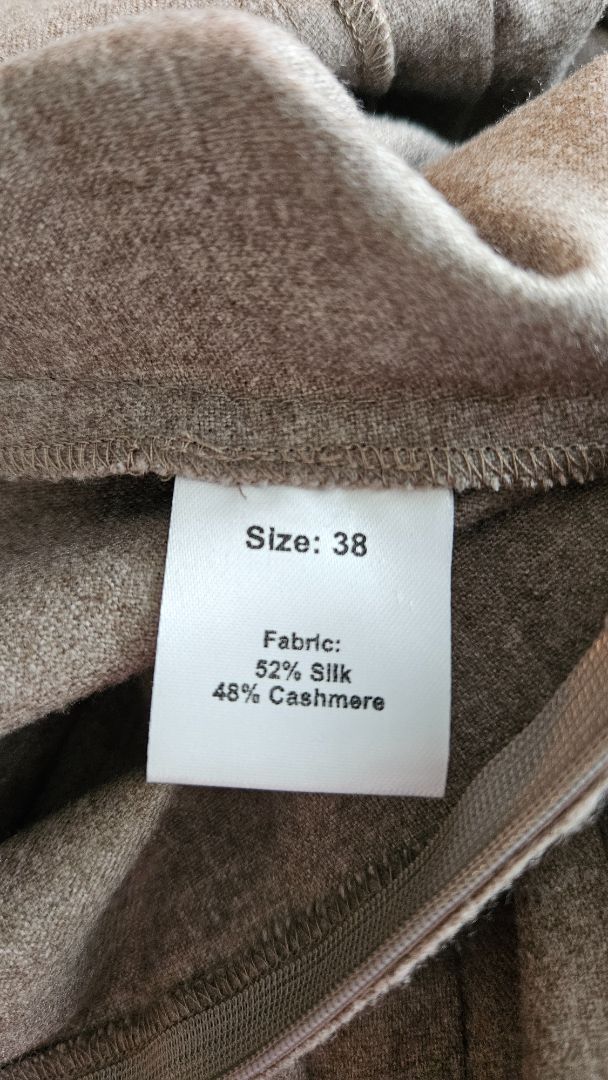 Size: 38
Fabric:
52% Silk
48% Cashmere